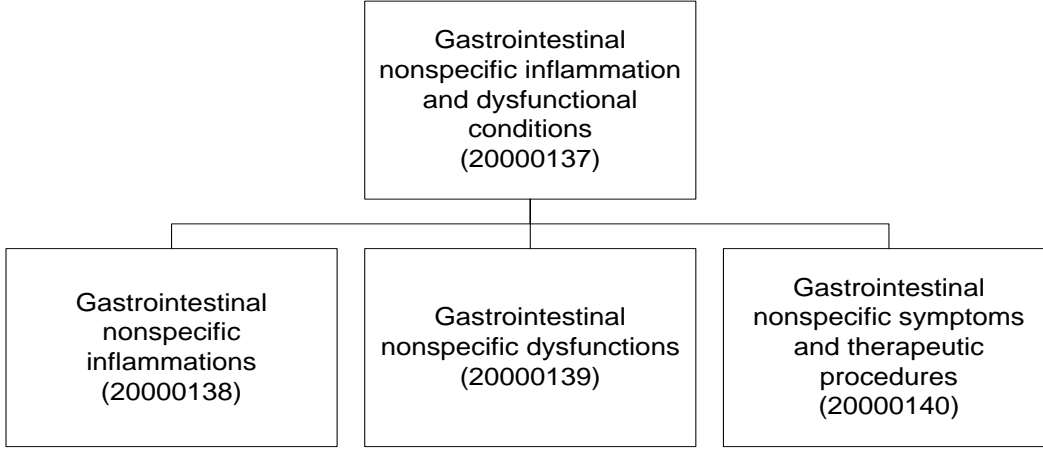 Gastrointestinal
nonspecific inflammation
and dysfunctional
conditions
(20000137)
Gastrointestinal
nonspecific
inflammations
(20000138)
Gastrointestinal
nonspecific dysfunctions
(20000139)
Gastrointestinal
nonspecific symptoms
and therapeutic
procedures
(20000140)